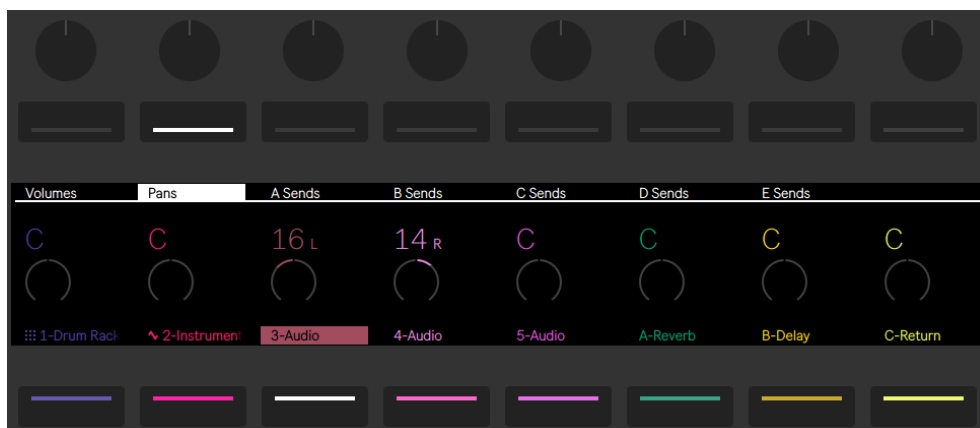 Volumes Pans A Sends B Sends C Sends D Sends E Sends
C C 16 L 14 R C C C C
1-Drum Rack 2-Instrument 3-Audio 4-Audio 5-Audio A-Reverb B-Delay C-Return